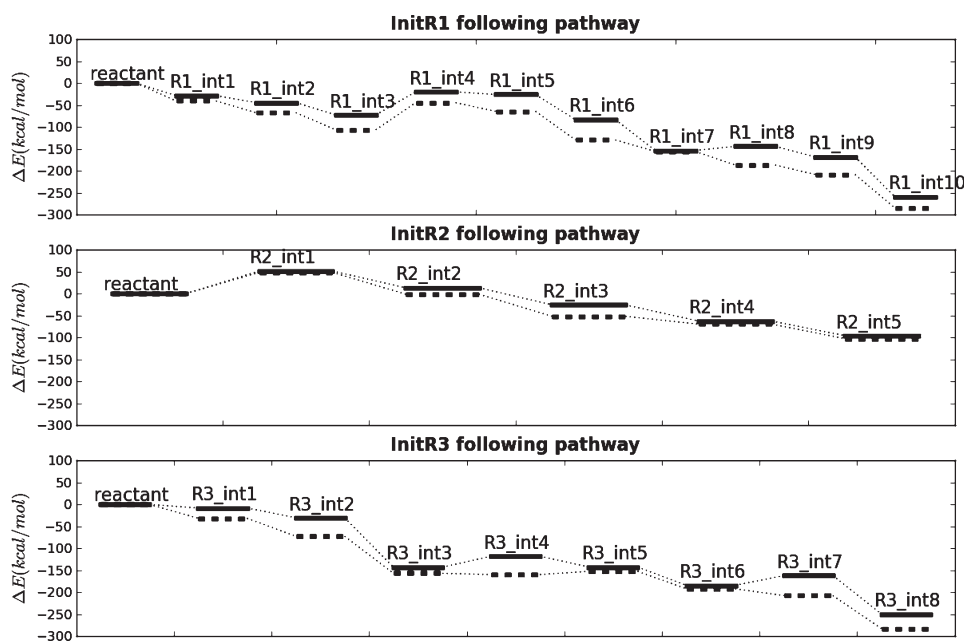 InitR1 following pathway
100
50
0
−50
−100
−150
−200
−250
−300
ΔE(kcal/mol)
reactant
R1_int1
R1_int2
R1_int3
R1_int4
R1_int5
R1_int6
R1_int7
R1_int8
R1_int9
R1_int10
InitR2 following pathway
100
50
0
−50
−100
−150
−200
−250
−300
ΔE(kcal/mol)
reactant
R2_int1
R2_int2
R2_int3
R2_int4
R2_int5
InitR3 following pathway
100
50
0
−50
−100
−150
−200
−250
−300
ΔE(kcal/mol)
reactant
R3_int1
R3_int2
R3_int3
R3_int4
R3_int5
R3_int6
R3_int7
R3_int8